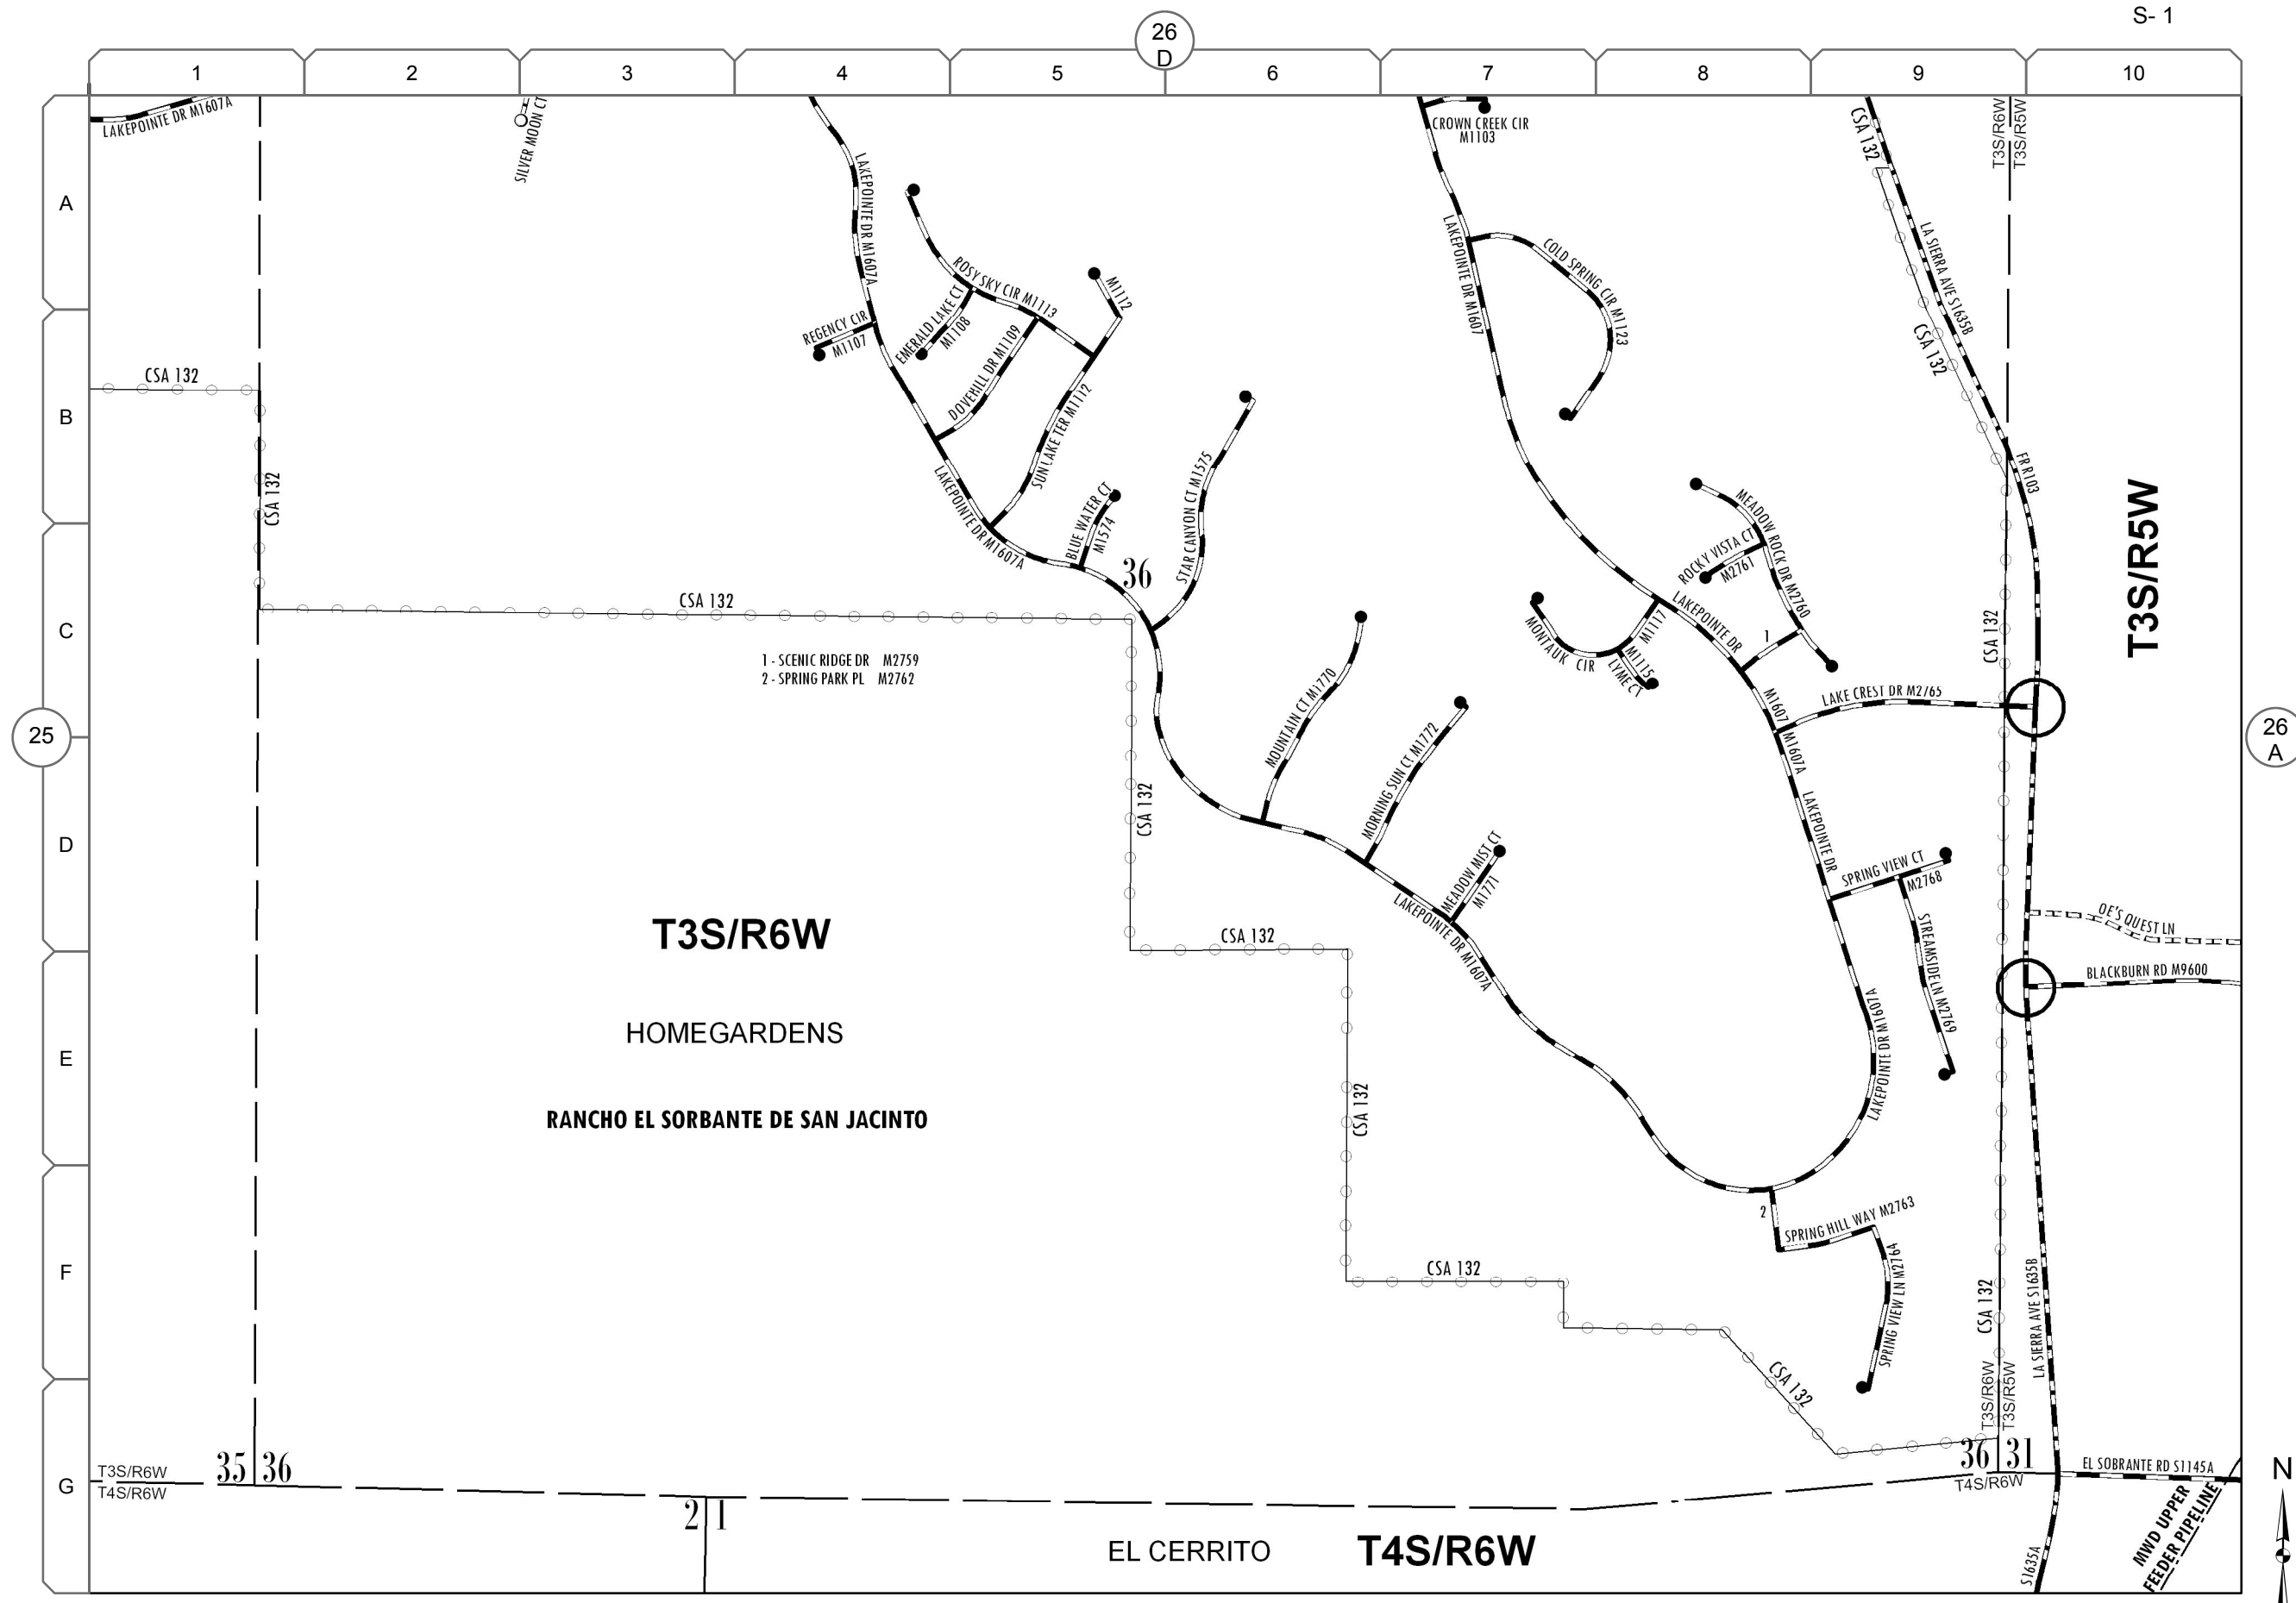 S- 1
26
D
1
2
3
4
5
6
7
8
9
10
A
B
C
D
E
F
G
25
26
A
LAKEPOINTE DR M1607A
SILVER MOON CT
LAKEPOINTE DR M1607A
CROWN CREEK CIR
M1103
CSA 132
T3S/R6W
T3S/R5W
LA SIERRA AVE S1635B
ROSY SKY CIR M1113
M1112
EMERALD LAKE CT
M1108
REGENCY CIR
M1107
DOVEHILL DR M1109
SUNLAKE TER M1112
LAKEPOINTE DR M1607
COLD SPRING CIR M1123
CSA 132
CSA 132
CSA 132
LAKEPOINTE DR M1607A
BLUE WATER CT
M1574
STAR CANYON CT M1575
FR R103
T3S/R5W
MEADOW ROCK DR M2760
ROCKY VISTA CT
M2761
36
CSA 132
1 - SCENIC RIDGE DR M2759
2 - SPRING PARK PL M2762
LAKEPOINTE DR
1
MONTAUK CIR
M1117
M1115
LYME CT
CSA 132
MOUNTAIN CT M1770
MORNING SUN CT M1772
M1607
M1607A
LAKE CREST DR M2765
CSA 132
LAKEPOINTE DR
MEADOW MIST CT
M1771
SPRING VIEW CT
M2768
STREAMSIDE LN M2769
LAKEPOINTE DR M1607A
OE'S QUEST LN
BLACKBURN RD M9600
T3S/R6W
CSA 132
HOMEGARDENS
RANCHO EL SORBANTE DE SAN JACINTO
CSA 132
LAKEPOINTE DR M1607A
2
SPRING HILL WAY M2763
SPRING VIEW LN M2764
CSA 132
CSA 132
CSA 132
LA SIERRA AVE S1635B
T3S/R6W
T3S/R5W
T3S/R6W
T4S/R6W
35
36
36
31
T4S/R6W
EL SOBRANTE RD S1145A
2
1
EL CERRITO
T4S/R6W
S1635A
MWD UPPER
FEEDER PIPELINE
N